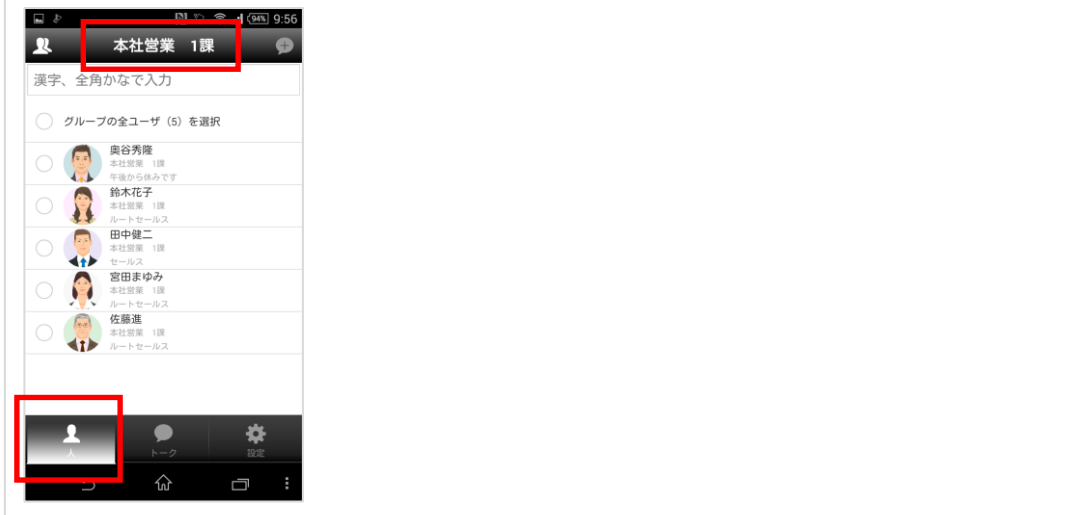 94% 9:56
本社営業　1課
漢字、全角かなで入力
グループの全ユーザ（5）を選択
奥谷秀隆
本社営業　1課
午後から休みです
鈴木花子
本社営業　1課
ルートセールス
田中健二
本社営業　1課
セールス
宮田まゆみ
本社営業　1課
ルートセールス
佐藤進
本社営業　1課
ルートセールス
人 トーク 設定